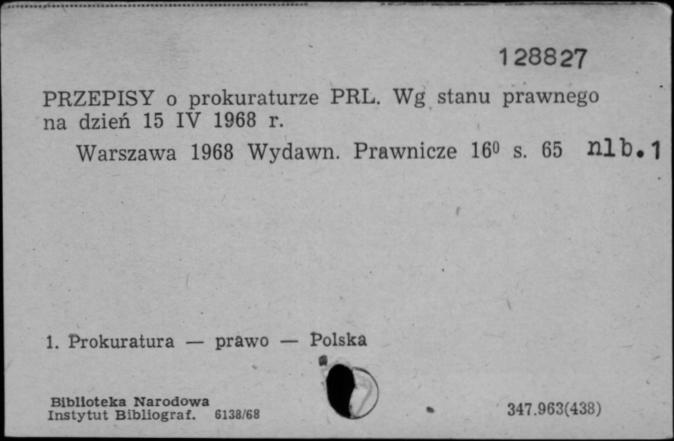 128827
PRZEPISY o prokuraturze PRL. Wg stanu prawnego
na dzień 15 IV 1968 r.
Warszawa 1968 Wydawn. Prawnicze 16⁰ s. 65 nlb.1
1. Prokuratura — prawo — Polska
Biblioteka Narodowa
Instytut Bibliograf. 6138/68
347.963(438)